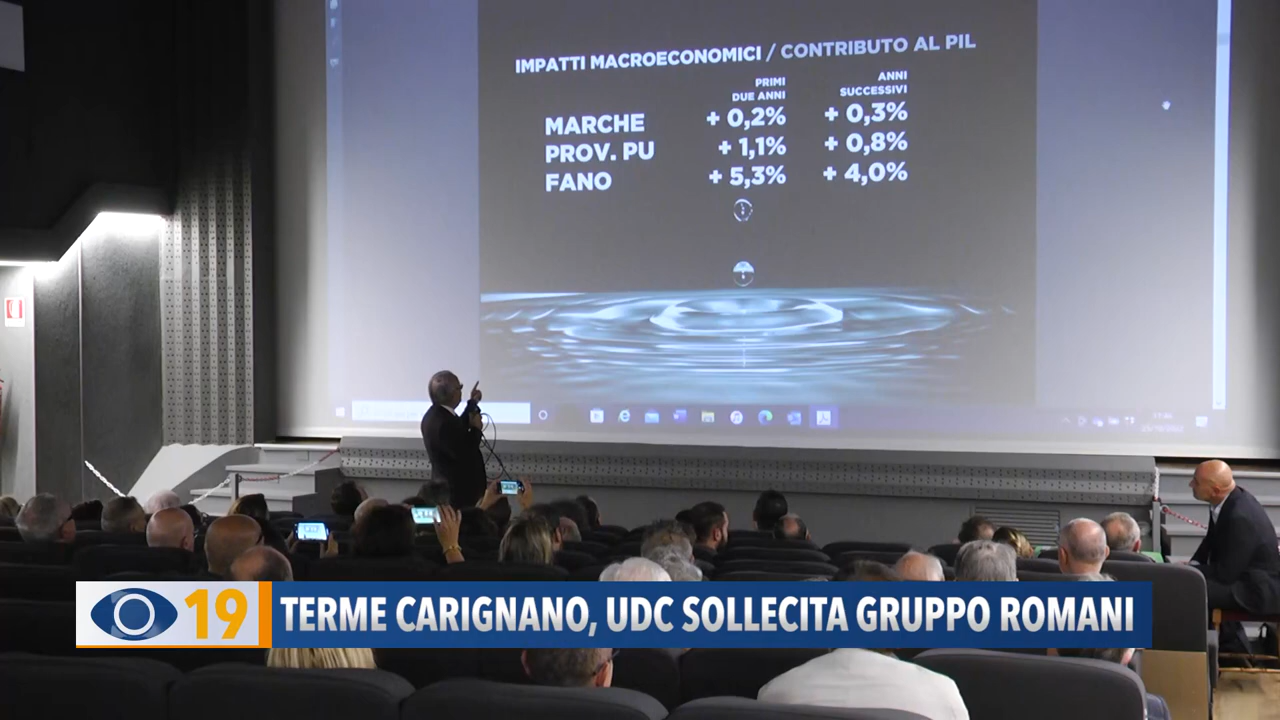 IMPATTI MACROECONOMICI / CONTRIBUTO AL PIL
PRIMI DUE ANNI
ANNI SUCCESSIVI
MARCHE + 0,2% + 0,3%
PROV. PU + 1,1% + 0,8%
FANO + 5,3% + 4,0%
19 TERME CARIGNANO, UDC SOLLECITA GRUPPO ROMANI